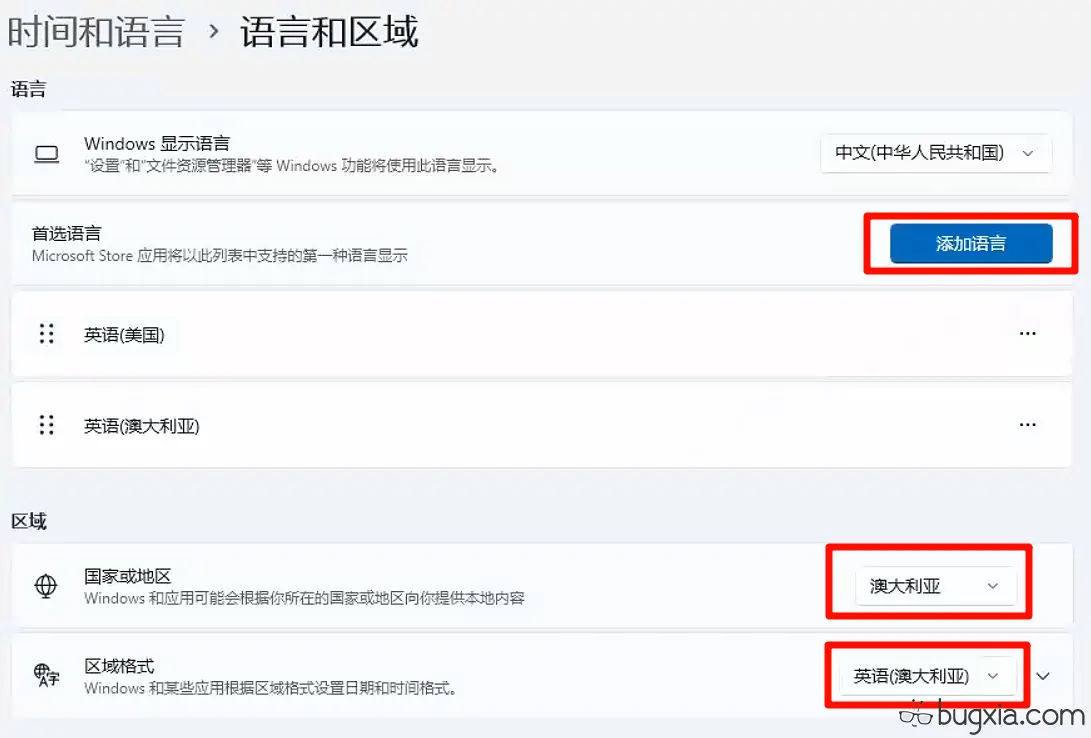 时间和语言 › 语言和区域
语言
Windows 显示语言
"设置"和"文件资源管理器"等 Windows 功能将使用此语言显示。
中文(中华人民共和国)
首选语言
Microsoft Store 应用将以此列表中支持的第一种语言显示
添加语言
英语(美国)
英语(澳大利亚)
区域
国家或地区
Windows 和应用可能会根据你所在的国家或地区向你提供本地内容
澳大利亚
区域格式
Windows 和某些应用根据区域格式设置日期和时间格式。
英语(澳大利亚)
bugxia.com